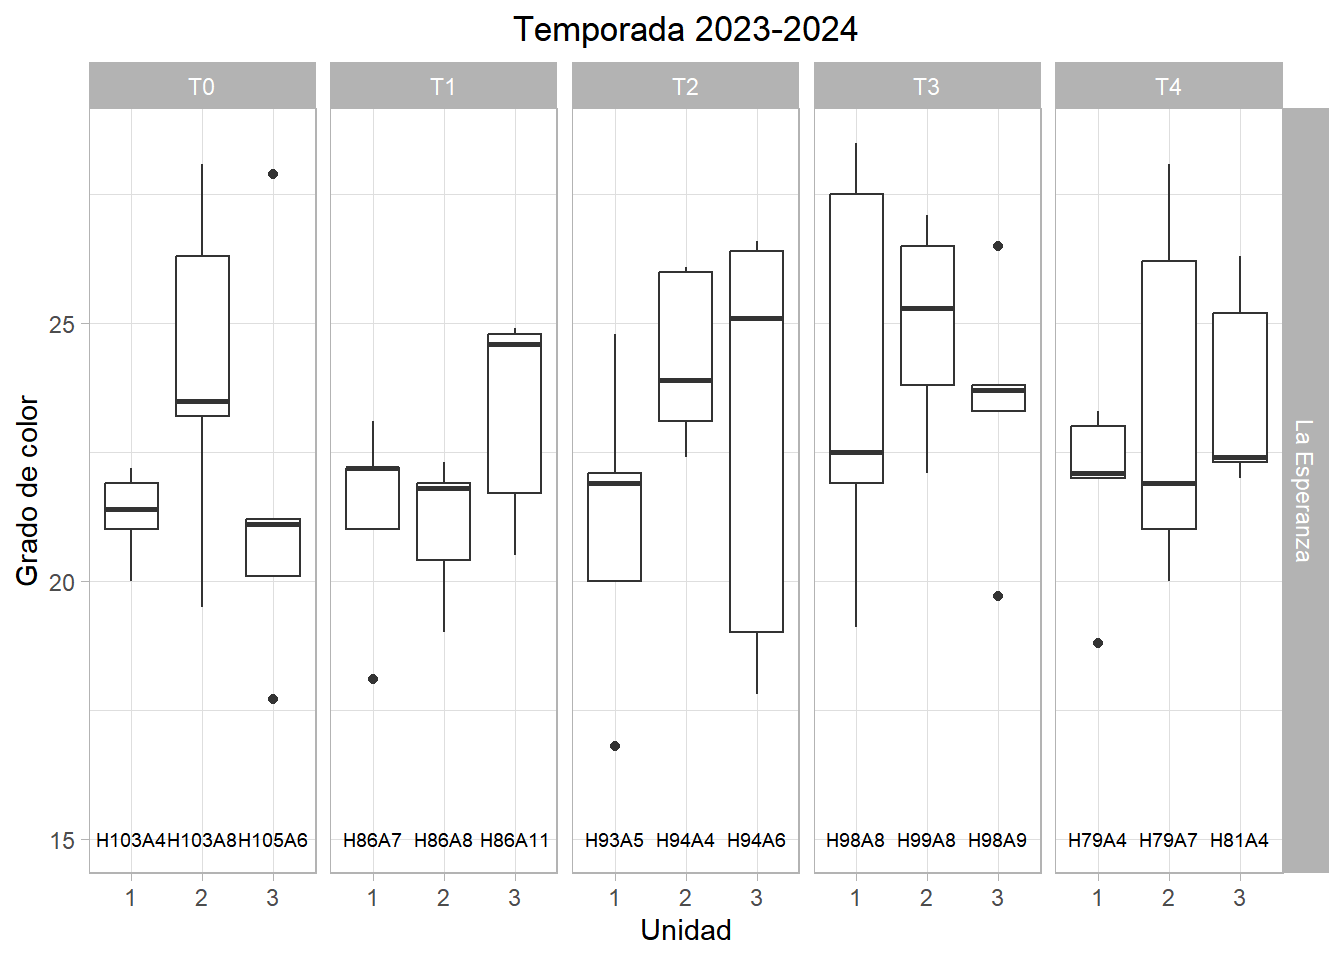 Temporada 2023-2024
T0 T1 T2 T3 T4
La Esperanza
Grado de color
25
20
15
H103A4 H103A8 H105A6 H86A7 H86A8 H86A11 H93A5 H94A4 H94A6 H98A8 H99A8 H98A9 H79A4 H79A7 H81A4
1 2 3 1 2 3 1 2 3 1 2 3 1 2 3
Unidad